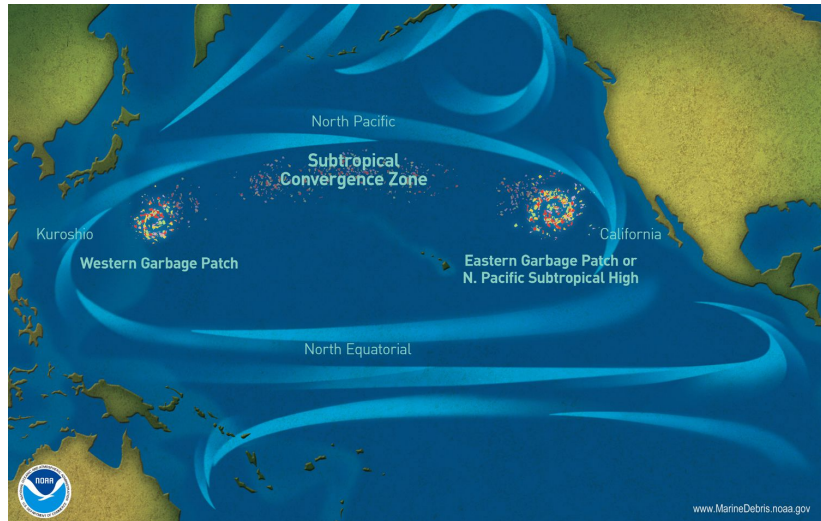 North Pacific
Subtropical
Convergence Zone
Kuroshio
California
Western Garbage Patch
Eastern Garbage Patch or
N. Pacific Subtropical High
North Equatorial
NOAA
www.MarineDebris.noaa.gov